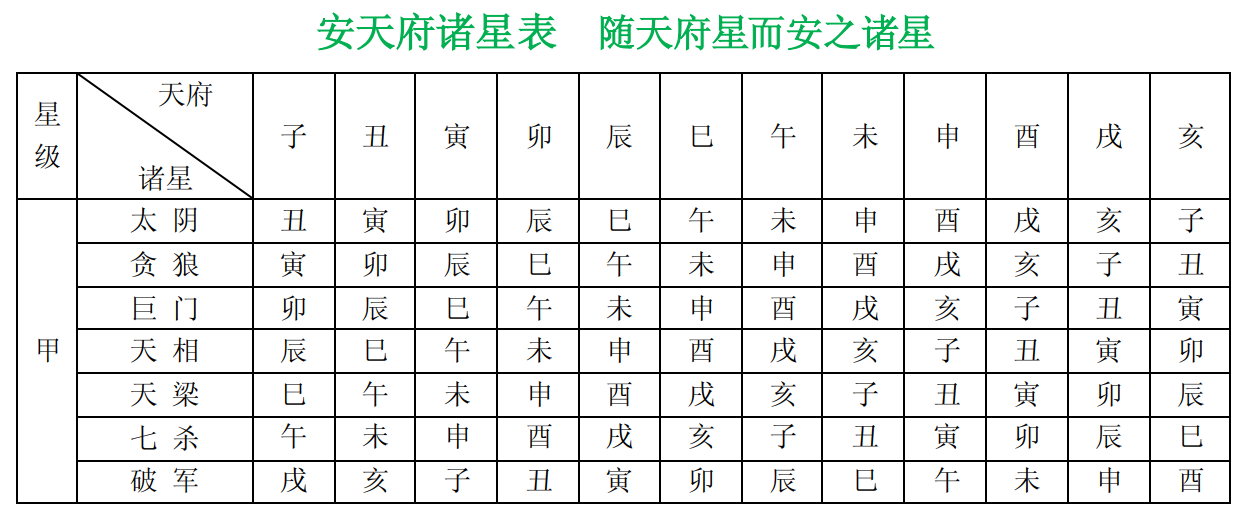 安天府诸星表 随天府星而安之诸星
星级 天府 诸星 子 丑 寅 卯 辰 巳 午 未 申 酉 戌 亥
甲 太阴 丑 寅 卯 辰 巳 午 未 申 酉 戌 亥 子
贪狼 寅 卯 辰 巳 午 未 申 酉 戌 亥 子 丑
巨门 卯 辰 巳 午 未 申 酉 戌 亥 子 丑 寅
天相 辰 巳 午 未 申 酉 戌 亥 子 丑 寅 卯
天梁 巳 午 未 申 酉 戌 亥 子 丑 寅 卯 辰
七杀 午 未 申 酉 戌 亥 子 丑 寅 卯 辰 巳
破军 戌 亥 子 丑 寅 卯 辰 巳 午 未 申 酉